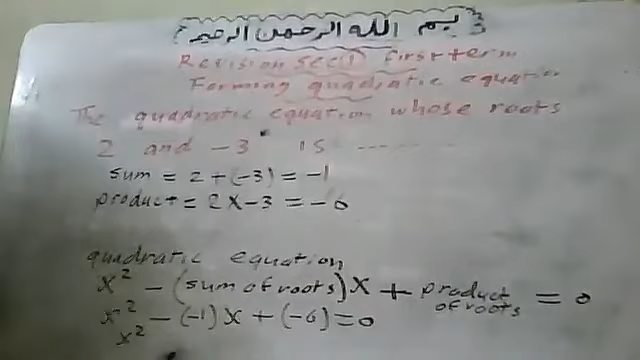 بسم الله الرحمن الرحيم
Revision sec 1 first term
Forming quadratic equation
The quadratic equation whose roots
2 and -3 is ........
sum = 2 + (-3) = -1
product = 2 x -3 = -6
quadratic equation
x² - (sum of roots) x + product of roots = 0
x² - (-1) x + (-6) = 0
x²